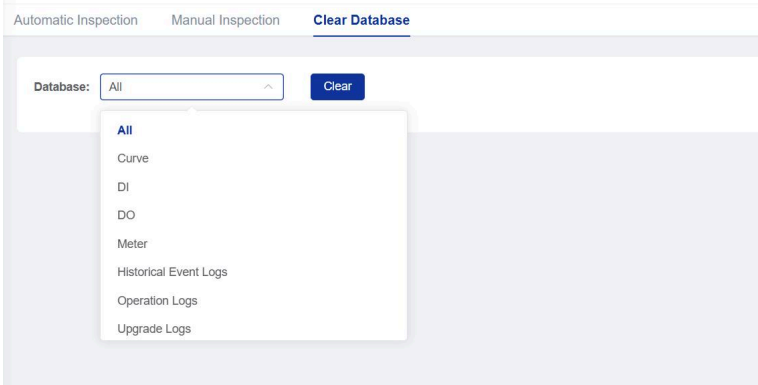 Automatic Inspection Manual Inspection Clear Database
Database: All Clear
All
Curve
DI
DO
Meter
Historical Event Logs
Operation Logs
Upgrade Logs